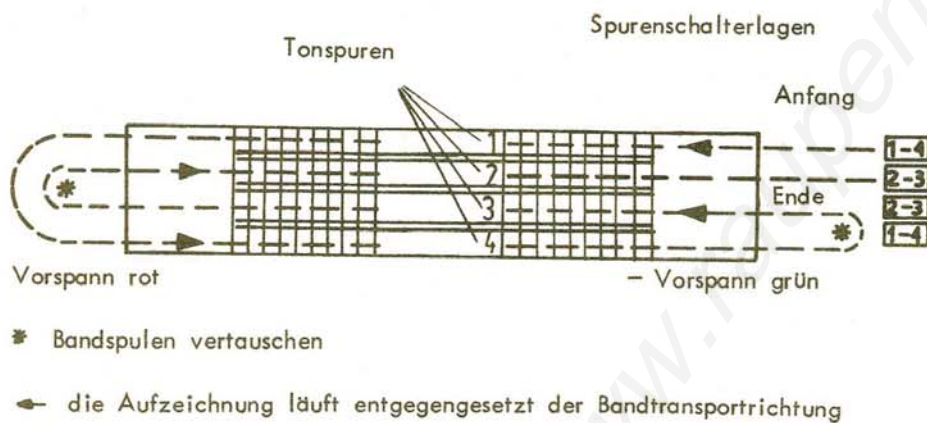 Spurenschalterlagen
Tonspuren
Anfang
1 1-4
2 2-3
Ende
3 2-3
4 1-4
Vorspann rot
– Vorspann grün
* Bandspulen vertauschen
die Aufzeichnung läuft entgegengesetzt der Bandtransportrichtung